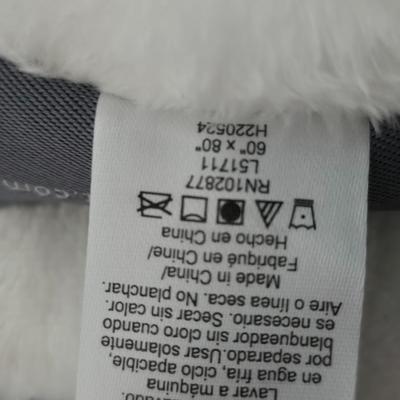 Lavar a máquina
en agua fría, ciclo apacible,
por separado. Usar solamente
blanqueador sin cloro cuando
es necesario. Secar sin calor.
Aire o línea seca. No planchar.
Made in China/
Fabriqué en Chine/
Hecho en China
RN102877
L51711
60" x 80"
H220524
.com